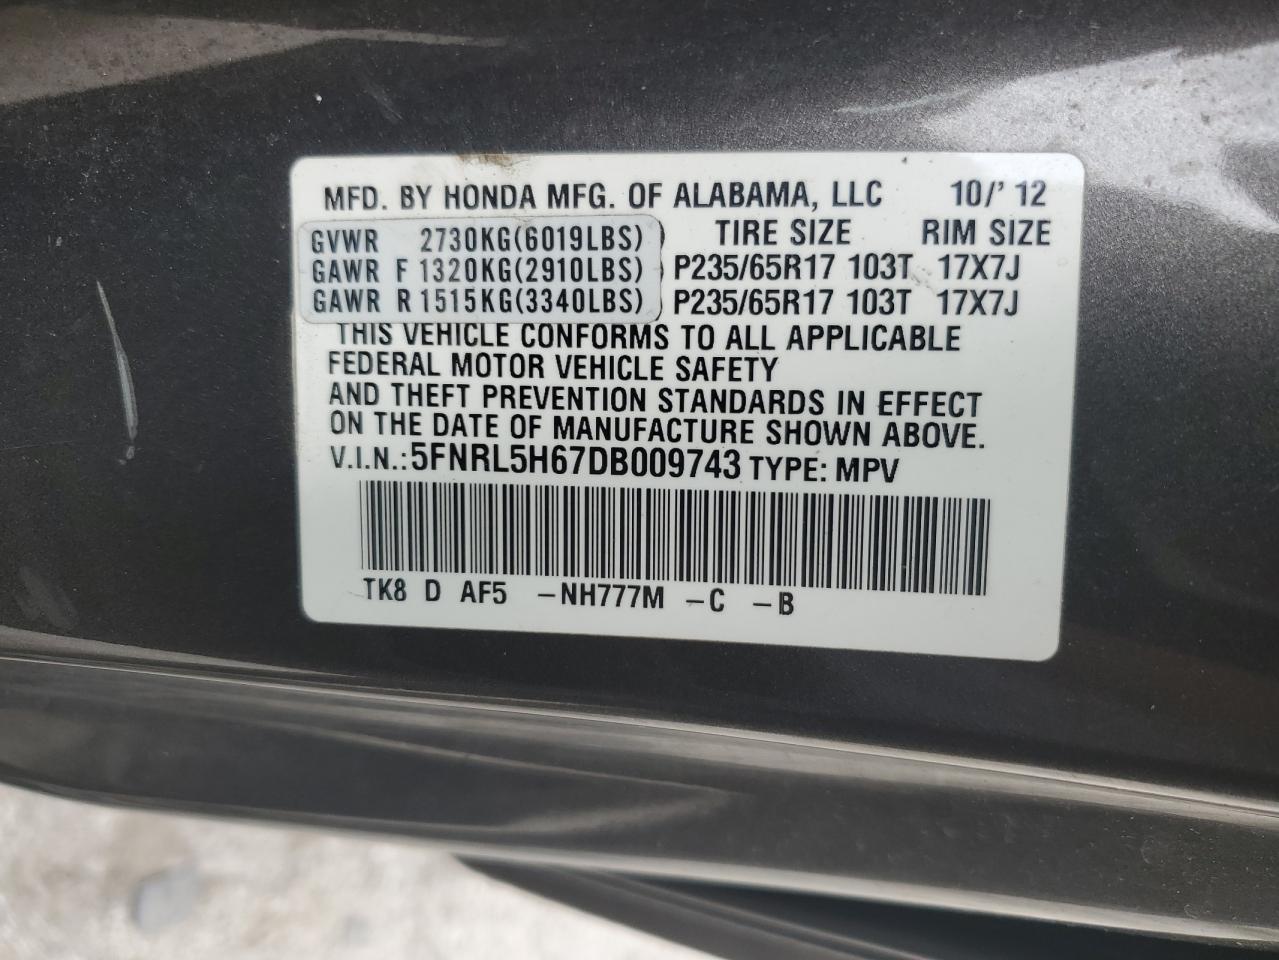 MFD. BY HONDA MFG. OF ALABAMA, LLC 10/' 12
GVWR 2730KG(6019LBS) TIRE SIZE RIM SIZE
GAWR F 1320KG(2910LBS) P235/65R17 103T 17X7J
GAWR R 1515KG(3340LBS) P235/65R17 103T 17X7J
THIS VEHICLE CONFORMS TO ALL APPLICABLE
FEDERAL MOTOR VEHICLE SAFETY
AND THEFT PREVENTION STANDARDS IN EFFECT
ON THE DATE OF MANUFACTURE SHOWN ABOVE.
V.I.N.:5FNRL5H67DB009743 TYPE: MPV
TK8 D AF5 -NH777M -C -B